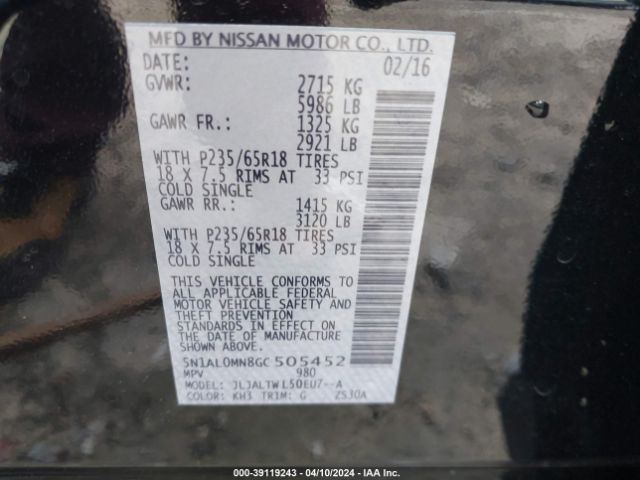 MFD BY NISSAN MOTOR CO., LTD.
DATE: 02/16
GVWR: 2715 KG
5986 LB
GAWR FR.: 1325 KG
2921 LB
WITH P235/65R18 TIRES
18 X 7.5 RIMS AT 33 PSI
COLD SINGLE
GAWR RR.: 1415 KG
3120 LB
WITH P235/65R18 TIRES
18 X 7.5 RIMS AT 33 PSI
COLD SINGLE
THIS VEHICLE CONFORMS TO
ALL APPLICABLE FEDERAL
MOTOR VEHICLE SAFETY AND
THEFT PREVENTION
STANDARDS IN EFFECT ON
THE DATE OF MANUFACTURE
5N1AL0MN8GC505452
MPV 980
MODEL: JLJALTWL50EU7--A
COLOR: KH3 TRIM: G ZS30A
000-39119243 - 04/10/2024 - IAA Inc.